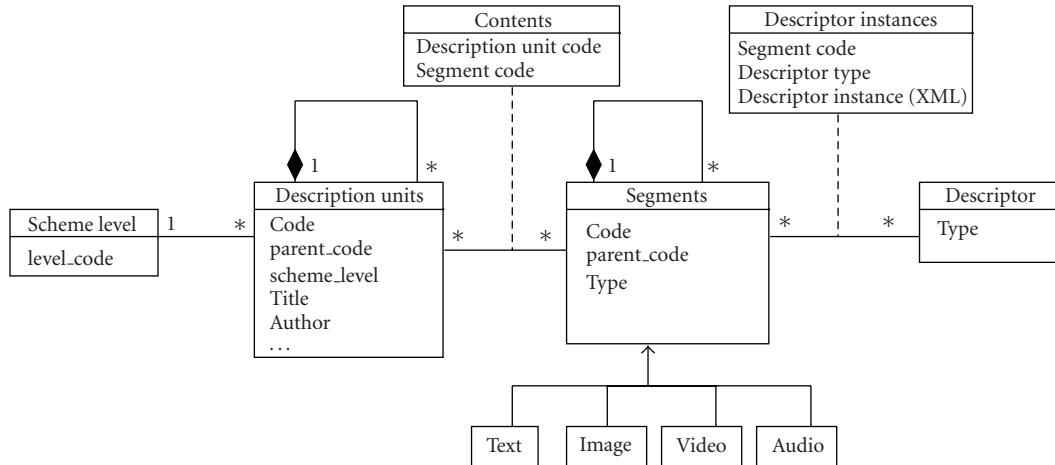 Contents
Description unit code
Segment code
Descriptor instances
Segment code
Descriptor type
Descriptor instance (XML)
1
*
1
*
Scheme level
level_code
1
*
Description units
Code
parent_code
scheme_level
Title
Author
...
*
*
Segments
Code
parent_code
Type
*
*
Descriptor
Type
Text
Image
Video
Audio